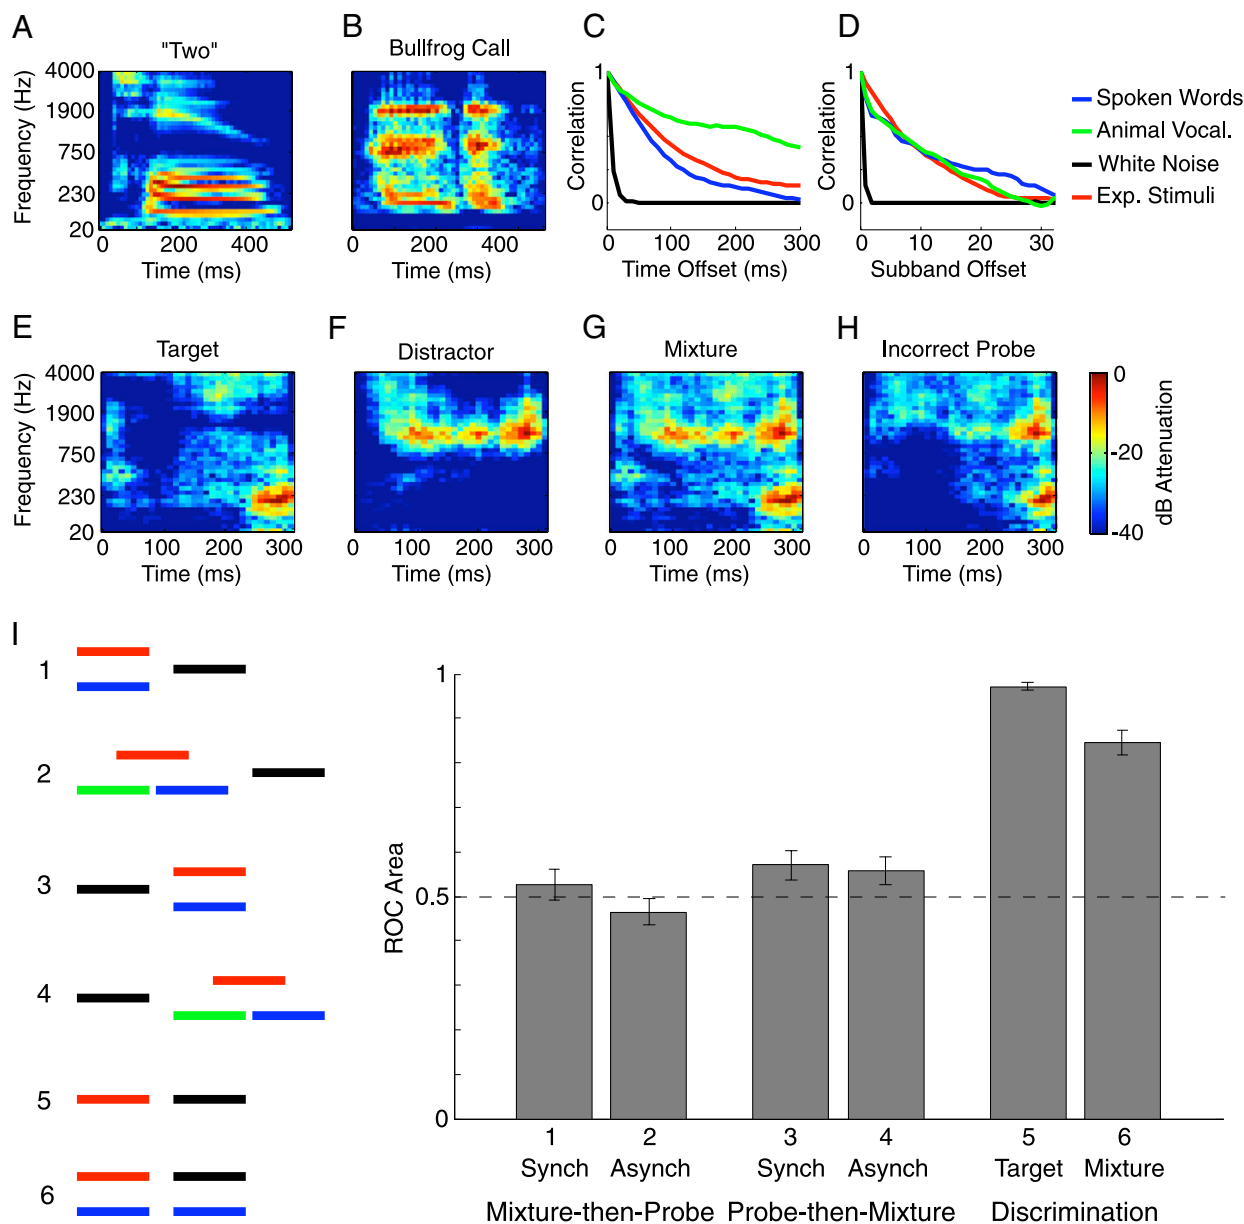 A
"Two"
4000
1900
750
230
20
Frequency (Hz)
0
200
400
Time (ms)
B
Bullfrog Call
0
200
400
Time (ms)
C
1
0
Correlation
0
100
200
300
Time Offset (ms)
D
1
0
Correlation
0
10
20
30
Subband Offset
Spoken Words
Animal Vocal.
White Noise
Exp. Stimuli
E
Target
4000
1900
750
230
20
Frequency (Hz)
0
100
200
300
Time (ms)
F
Distractor
0
100
200
300
Time (ms)
G
Mixture
0
100
200
300
Time (ms)
H
Incorrect Probe
0
100
200
300
Time (ms)
0
-20
-40
dB Attenuation
I
1
2
3
4
5
6
1
0.5
0
ROC Area
1
2
3
4
5
6
Synch
Asynch
Synch
Asynch
Target
Mixture
Mixture-then-Probe
Probe-then-Mixture
Discrimination